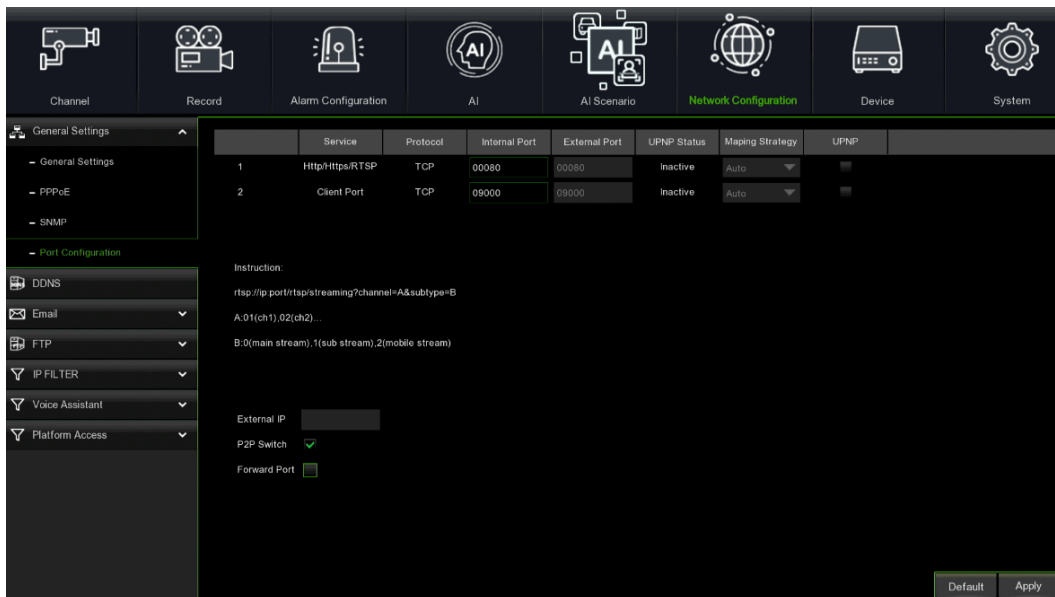 AI
AI
Channel Record Alarm Configuration AI AI Scenario Network Configuration Device System
General Settings
General Settings
PPPoE
SNMP
Port Configuration
DDNS
Email
FTP
IP FILTER
Voice Assistant
Platform Access
Service Protocol Internal Port External Port UPNP Status Maping Strategy UPNP
1 Http/Https/RTSP TCP 00080 00080 Inactive Auto
2 Client Port TCP 09000 09000 Inactive Auto
Instruction:
rtsp://ip:port/rtsp/streaming?channel=A&subtype=B
A:01(ch1),02(ch2)...
B:0(main stream),1(sub stream),2(mobile stream)
External IP
P2P Switch
Forward Port
Default Apply